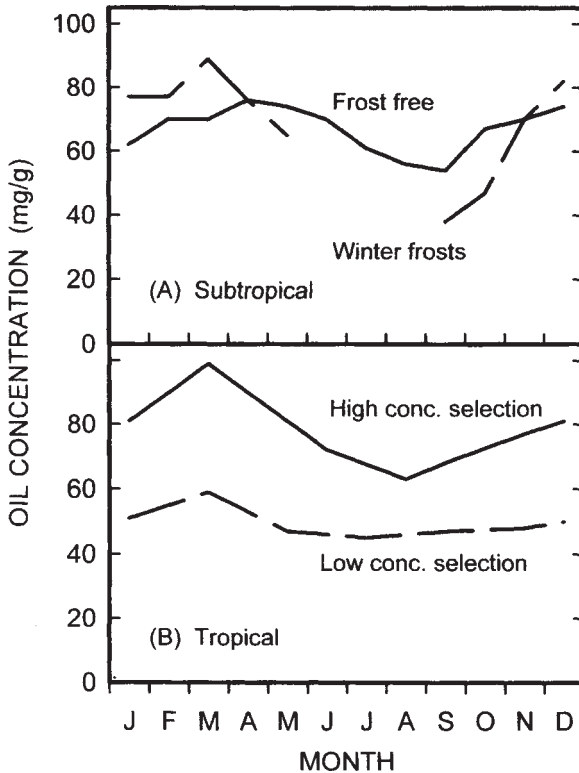 OIL CONCENTRATION (mg/g)
100
80
60
40
20
0
Frost free
Winter frosts
(A) Subtropical
80
60
40
20
0
High conc. selection
Low conc. selection
(B) Tropical
J F M A M J J A S O N D
MONTH